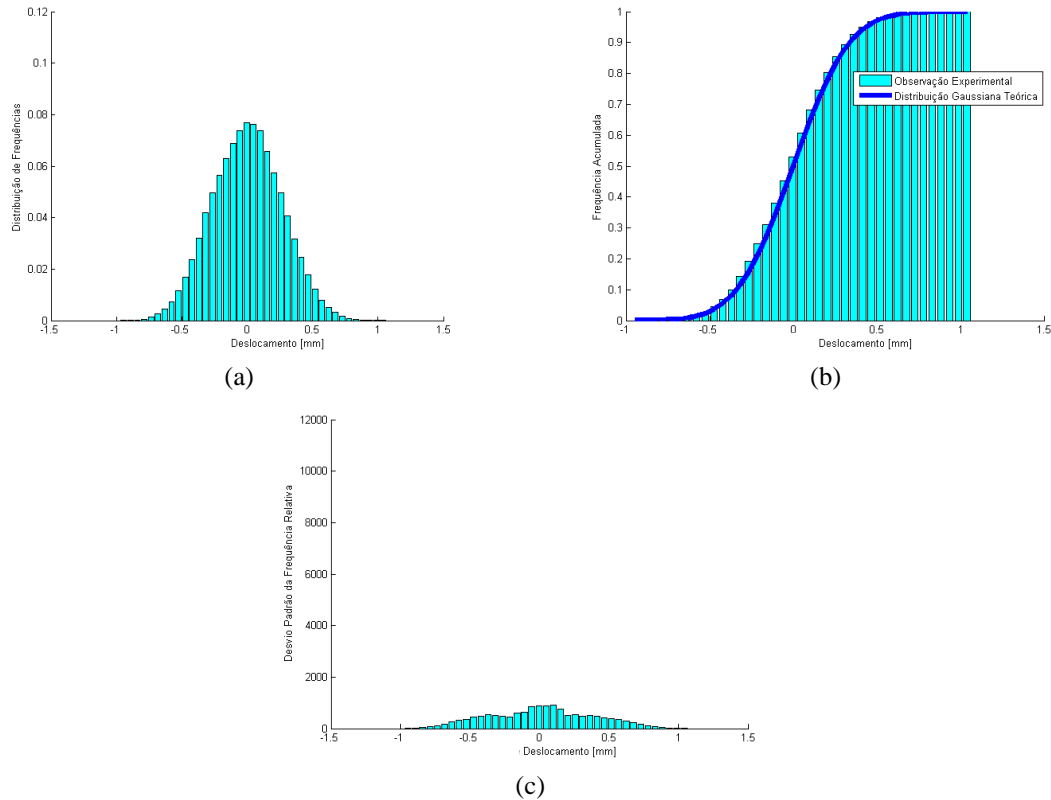 0.12
0.1
0.08
0.06
0.04
0.02
0
Distribuição de Frequências
-1.5 -1 -0.5 0 0.5 1 1.5
Deslocamento [mm]
(a)
1
0.9
0.8
0.7
0.6
0.5
0.4
0.3
0.2
0.1
0
Frequência Acumulada
Observação Experimental
Distribuição Gaussiana Teórica
-1 -0.5 0 0.5 1 1.5
Deslocamento [mm]
(b)
12000
10000
8000
6000
4000
2000
0
Desvio Padrão da Frequência Relativa
-1.5 -1 -0.5 0 0.5 1 1.5
Deslocamento [mm]
(c)